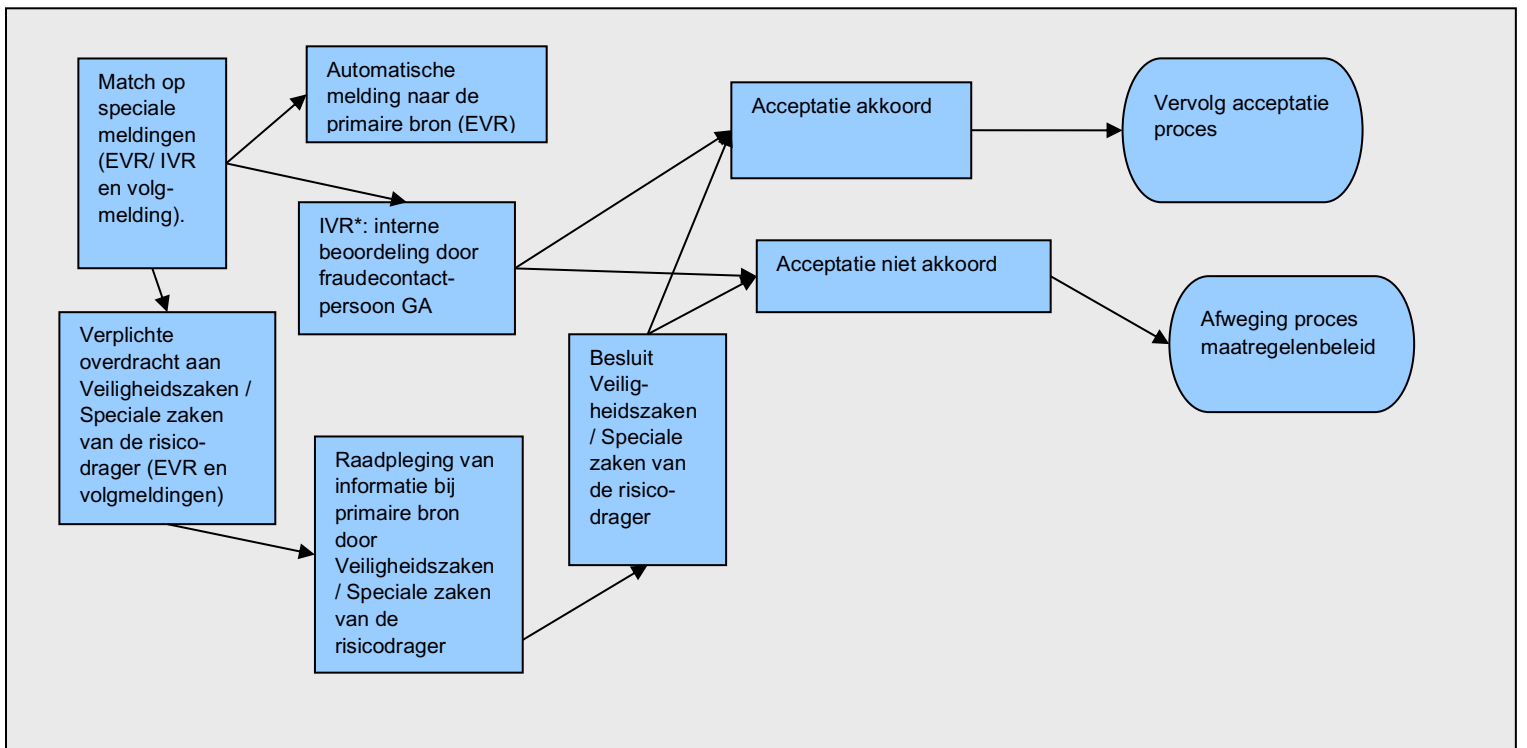 Match op
speciale
meldingen
(EVR/ IVR
en volg-
melding).
Automatische
melding naar de
primaire bron (EVR)
IVR*: interne
beoordeling door
fraudecontact-
persoon GA
Verplichte
overdracht aan
Veiligheidszaken /
Speciale zaken
van de risico-
drager (EVR en
volgmeldingen)
Raadpleging van
informatie bij
primaire bron
door
Veiligheidszaken
/ Speciale zaken
van de
risicodrager
Besluit
Veilig-
heidszaken
/ Speciale
zaken van
de risico-
drager
Acceptatie akkoord
Acceptatie niet akkoord
Vervolg acceptatie
proces
Afweging proces
maatregelenbeleid